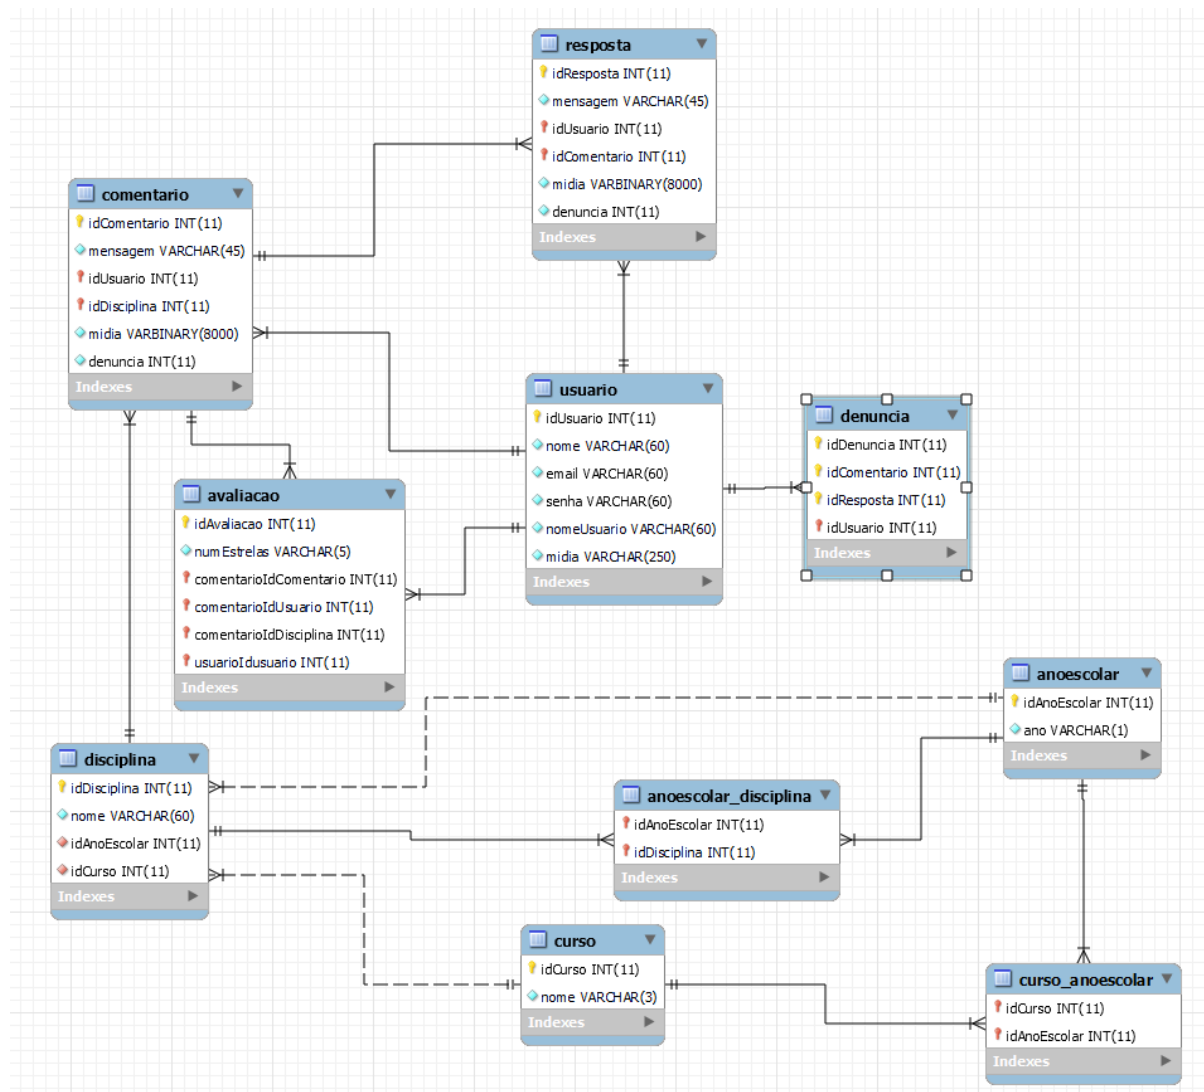 resposta
idResposta INT(11)
mensagem VARCHAR(45)
idUsuario INT(11)
idComentario INT(11)
midia VARBINARY(8000)
denuncia INT(11)
Indexes
comentario
idComentario INT(11)
mensagem VARCHAR(45)
idUsuario INT(11)
idDisciplina INT(11)
midia VARBINARY(8000)
denuncia INT(11)
Indexes
usuario
idUsuario INT(11)
nome VARCHAR(60)
email VARCHAR(60)
senha VARCHAR(60)
nomeUsuario VARCHAR(60)
midia VARCHAR(250)
Indexes
denuncia
idDenuncia INT(11)
idComentario INT(11)
idResposta INT(11)
idUsuario INT(11)
Indexes
avaliacao
idAvaliacao INT(11)
numEstrelas VARCHAR(5)
comentarioIdComentario INT(11)
comentarioIdUsuario INT(11)
comentarioIdDisciplina INT(11)
usuarioIdusuario INT(11)
Indexes
anoescolar
idAnoEscolar INT(11)
ano VARCHAR(1)
Indexes
disciplina
idDisciplina INT(11)
nome VARCHAR(60)
idAnoEscolar INT(11)
idCurso INT(11)
Indexes
anoescolar_disciplina
idAnoEscolar INT(11)
idDisciplina INT(11)
Indexes
curso
idCurso INT(11)
nome VARCHAR(3)
Indexes
curso_anoescolar
idCurso INT(11)
idAnoEscolar INT(11)
Indexes